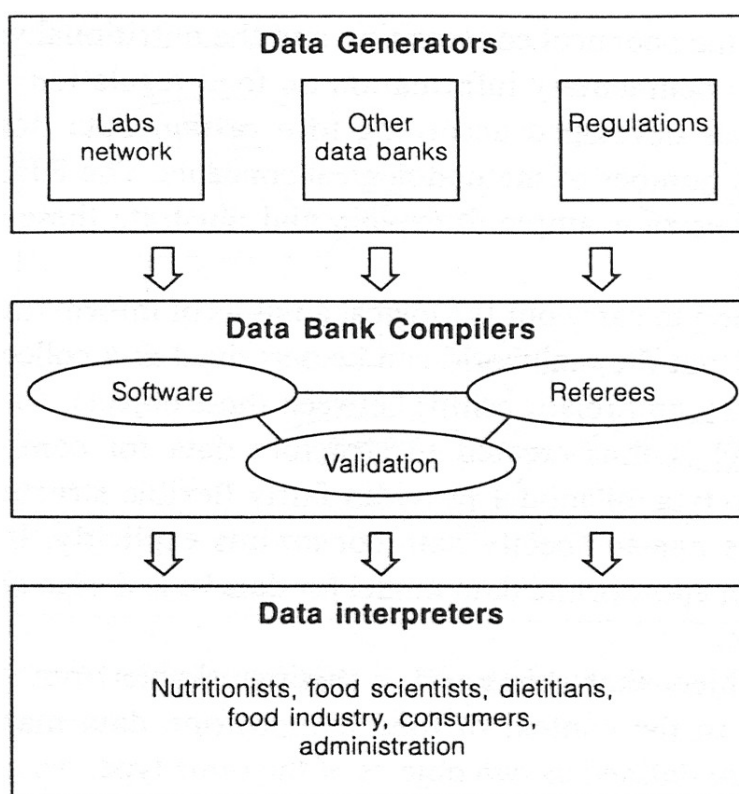 Data Generators
Labs
network
Other
data banks
Regulations
Data Bank Compilers
Software
Referees
Validation
Data interpreters
Nutritionists, food scientists, dietitians,
food industry, consumers,
administration